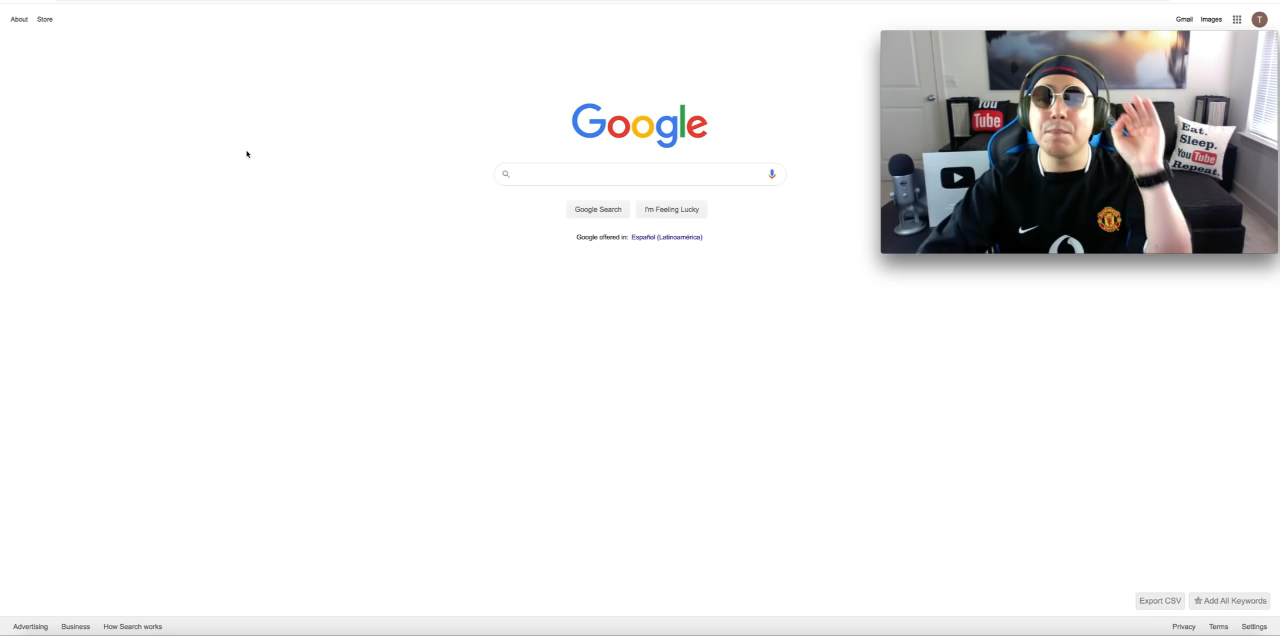 About Store
Gmail Images
T
Google
Google Search I'm Feeling Lucky
Google offered in: Español (Latinoamérica)
You
Tube
Eat.
Sleep.
You Tube
Repeat.
Export CSV Add All Keywords
Advertising Business How Search works
Privacy Terms Settings